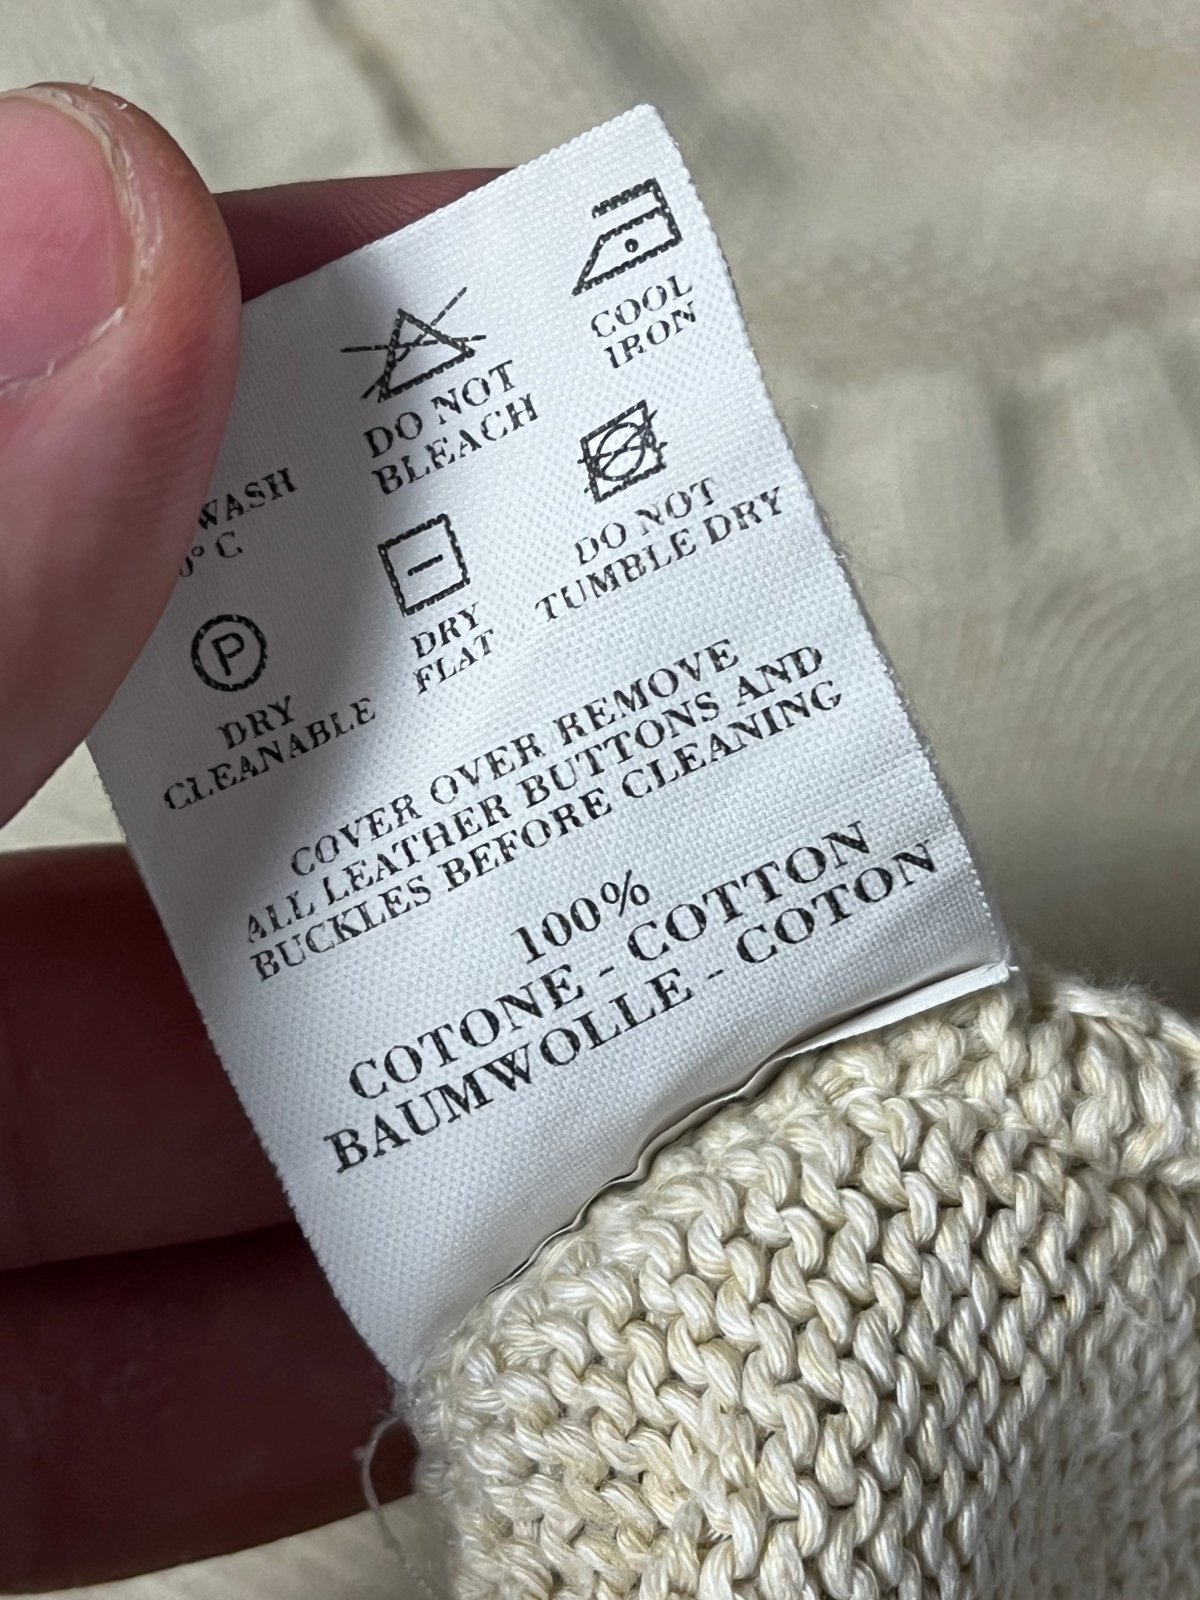 COOL
IRON
DO NOT
BLEACH
WASH
0°C
DO NOT
TUMBLE DRY
DRY
FLAT
P
DRY
CLEANABLE
COVER OVER REMOVE
ALL LEATHER BUTTONS AND
BUCKLES BEFORE CLEANING
100%
COTONE - COTTON
BAUMWOLLE - COTON